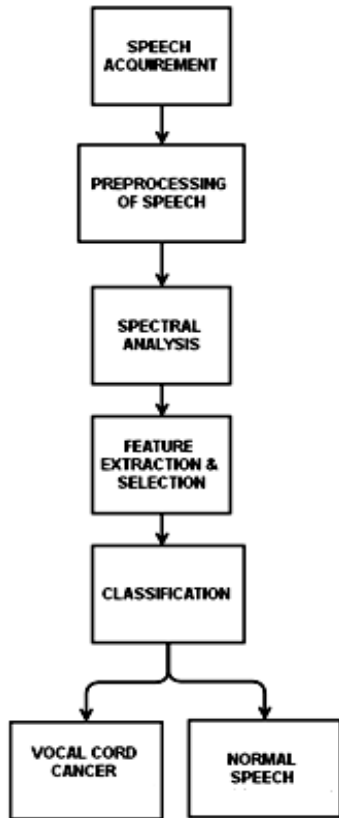 SPEECH
ACQUIREMENT
PREPROCESSING
OF SPEECH
SPECTRAL
ANALYSIS
FEATURE
EXTRACTION &
SELECTION
CLASSIFICATION
VOCAL CORD
CANCER
NORMAL
SPEECH